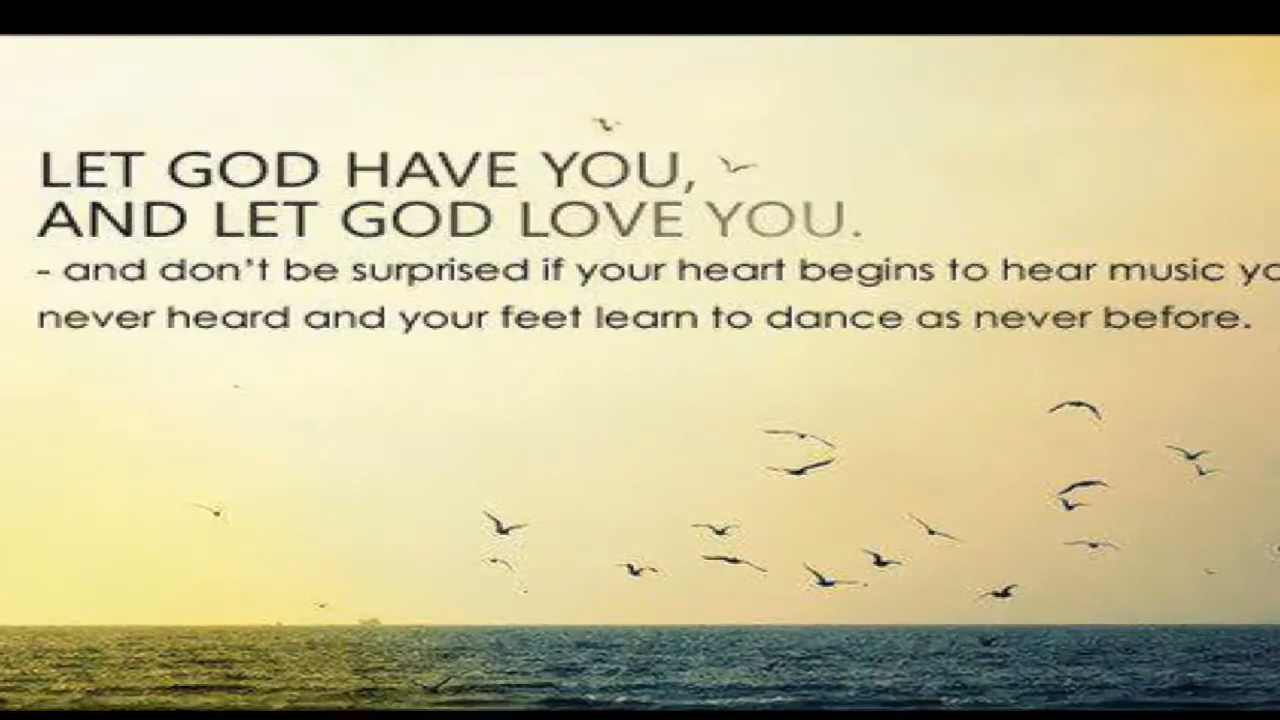 LET GOD HAVE YOU,
AND LET GOD LOVE YOU.
- and don't be surprised if your heart begins to hear music
never heard and your feet learn to dance as never before.